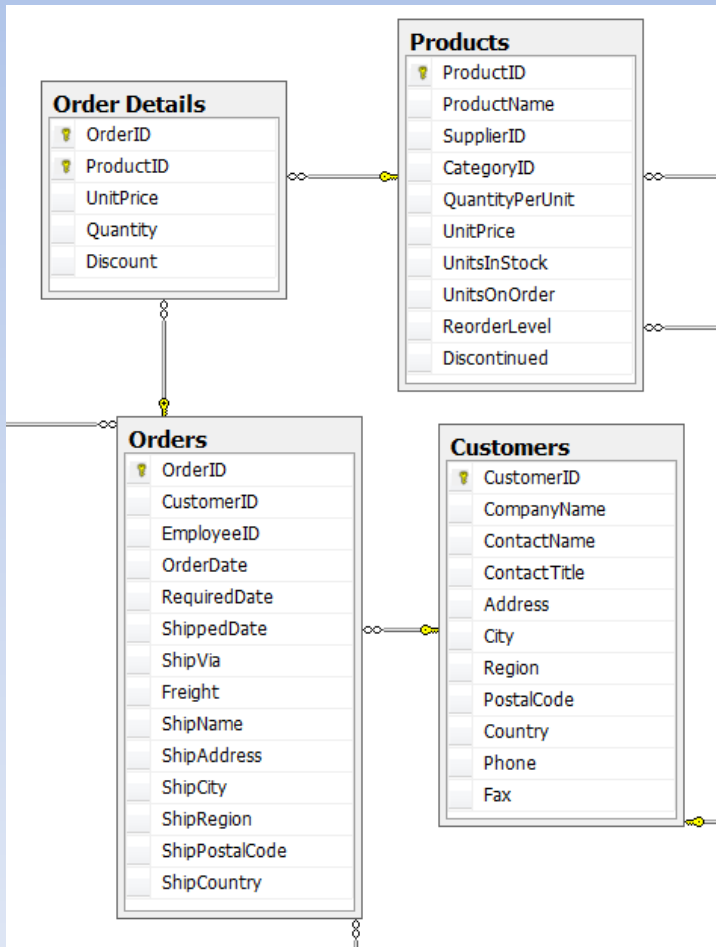 Products
ProductID
ProductName
SupplierID
CategoryID
QuantityPerUnit
UnitPrice
UnitsInStock
UnitsOnOrder
ReorderLevel
Discontinued
Order Details
OrderID
ProductID
UnitPrice
Quantity
Discount
Orders
OrderID
CustomerID
EmployeeID
OrderDate
RequiredDate
ShippedDate
ShipVia
Freight
ShipName
ShipAddress
ShipCity
ShipRegion
ShipPostalCode
ShipCountry
Customers
CustomerID
CompanyName
ContactName
ContactTitle
Address
City
Region
PostalCode
Country
Phone
Fax